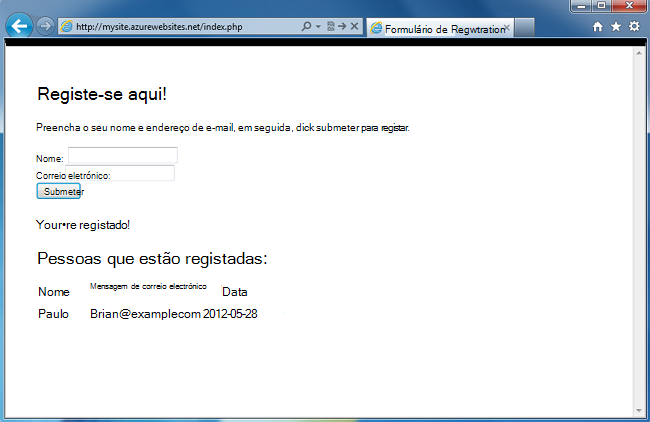 http://mysite.azurewebsites.net/index.php
Formulário de Regwtration
Registe-se aqui!
Preencha o seu nome e endereço de e-mail, em seguida, dick submeter para registar.
Nome:
Correio eletrónico:
Submeter
Your•re registado!
Pessoas que estão registadas:
Nome Mensagem de correio electrónico Data
Paulo Brian@examplecom 2012-05-28